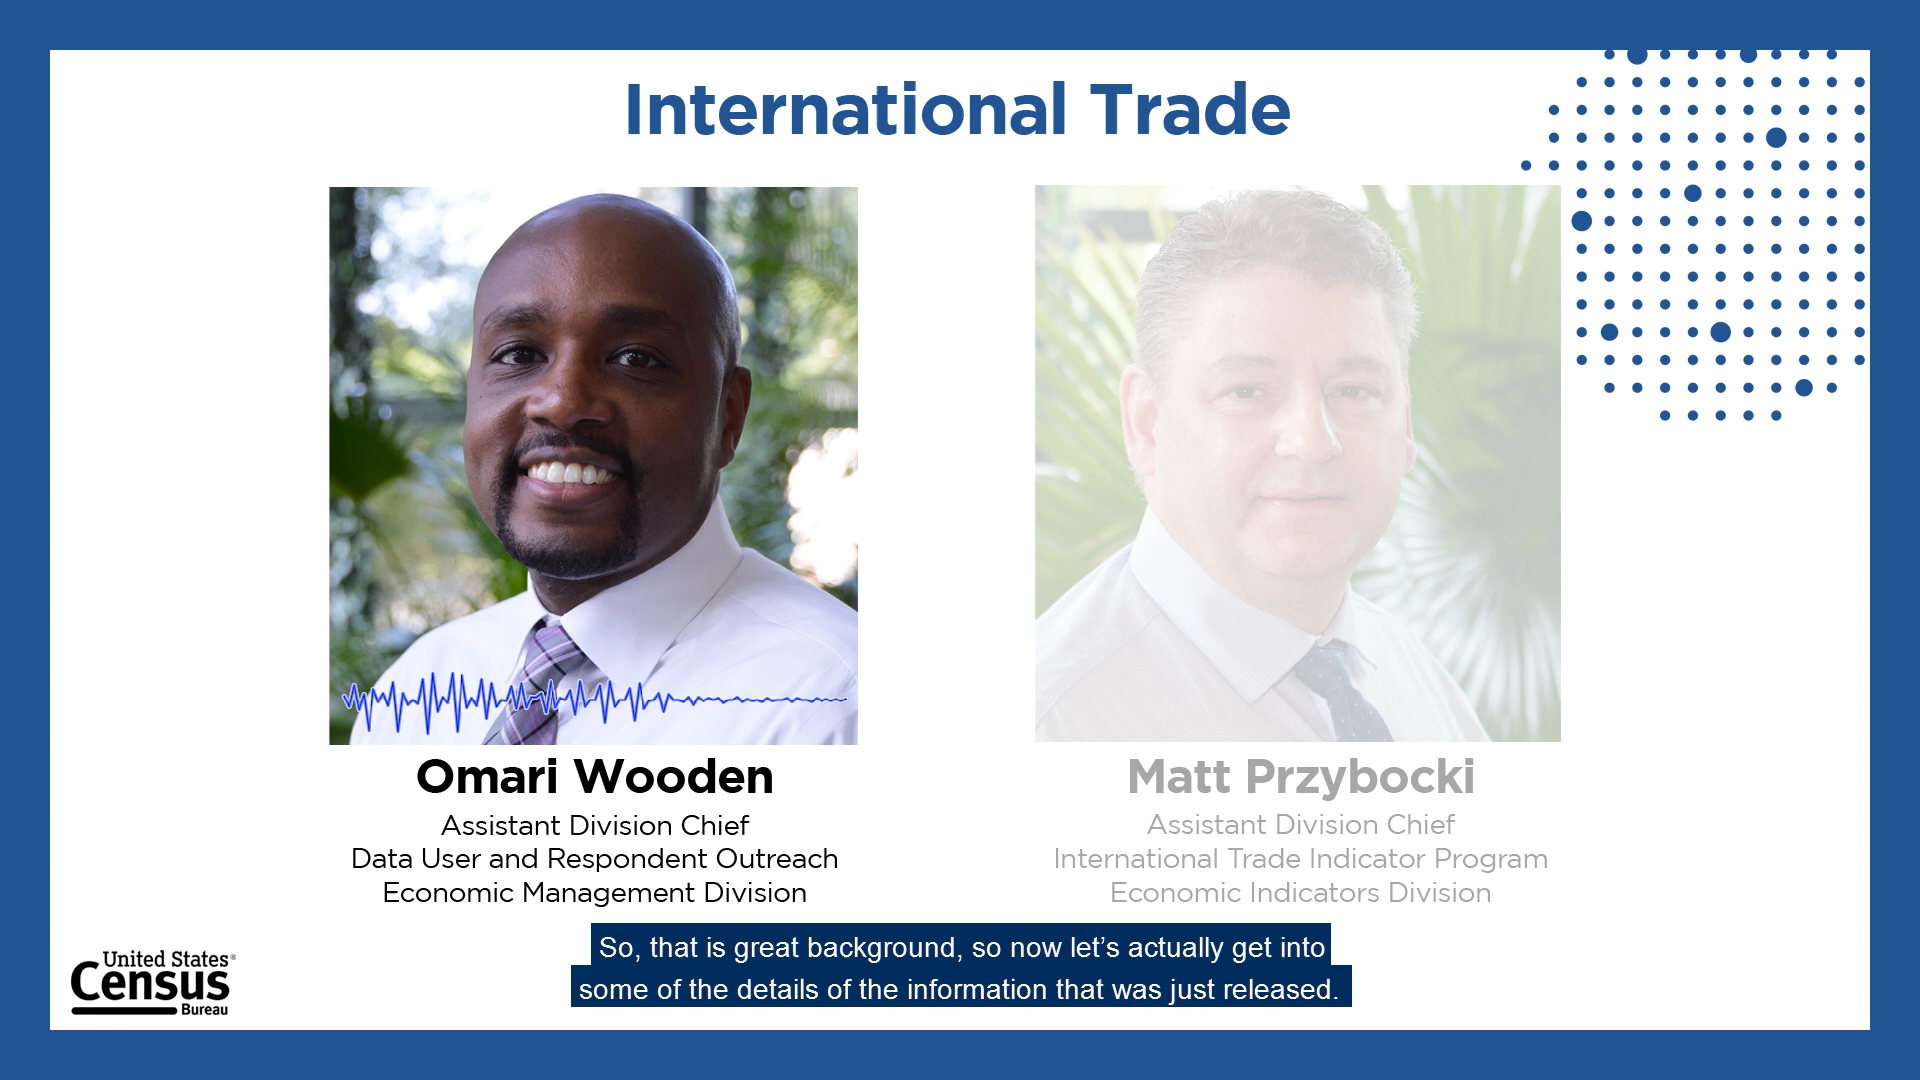 International Trade
Omari Wooden
Assistant Division Chief
Data User and Respondent Outreach
Economic Management Division
Matt Przybocki
Assistant Division Chief
International Trade Indicator Program
Economic Indicators Division
So, that is great background, so now let’s actually get into
some of the details of the information that was just released.
United States®
Census
Bureau